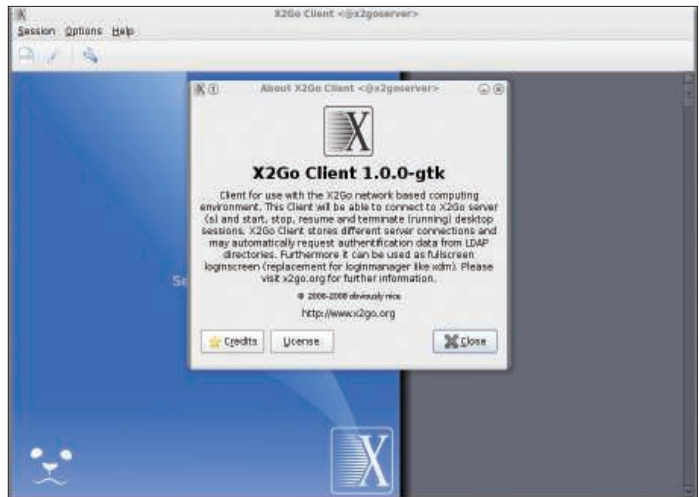 X2Go Client <@x2goserver>
Session Options Help
About X2Go Client <@x2goserver>
X
X2Go Client 1.0.0-gtk
Client for use with the X2Go network based computing
environment. This Client will be able to connect to X2Go server
(s) and start, stop, resume and terminate (running) desktop
sessions. X2Go Client stores different server connections and
may automatically request authentification data from LDAP
directories. Furthermore it can be used as fullscreen
loginscreen (replacement for loginmanager like xdm). Please
visit x2go.org for further information.
Se
© 2006-2008 obviously nice
http://www.x2go.org
Credits License Close
X